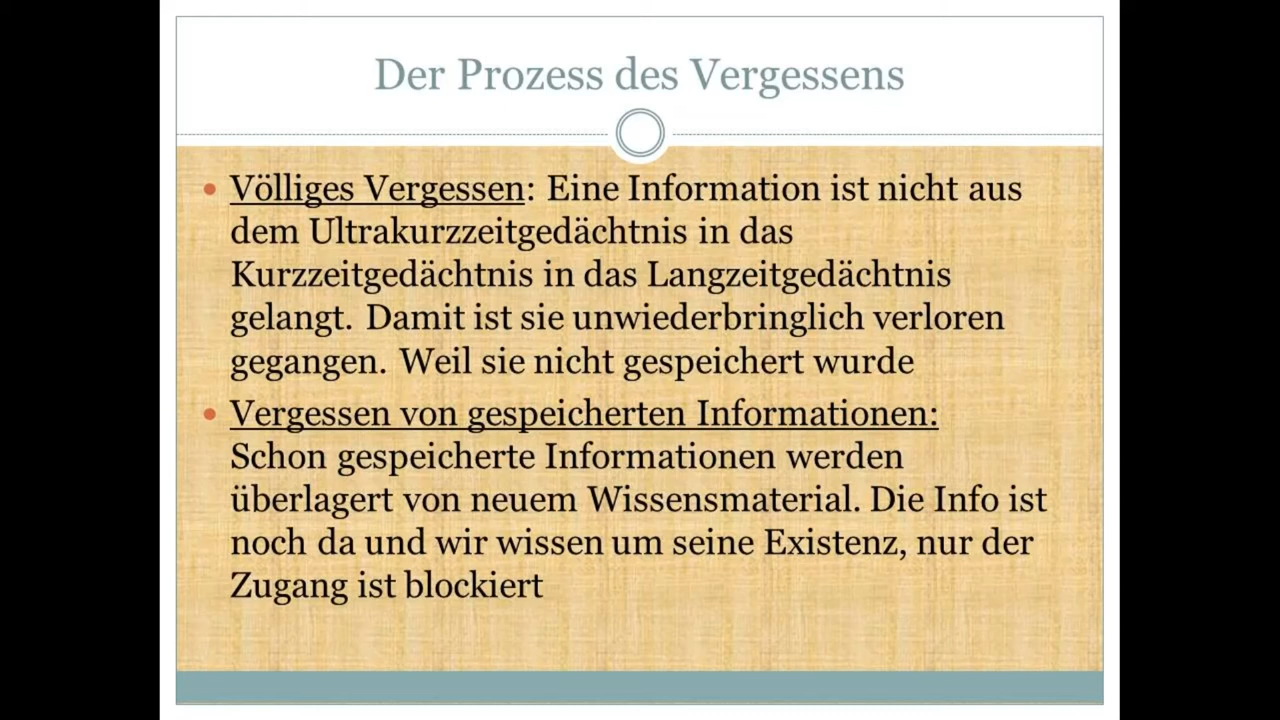 Der Prozess des Vergessens
• Völliges Vergessen: Eine Information ist nicht aus
dem Ultrakurzzeitgedächtnis in das
Kurzzeitgedächtnis in das Langzeitgedächtnis
gelangt. Damit ist sie unwiederbringlich verloren
gegangen. Weil sie nicht gespeichert wurde
• Vergessen von gespeicherten Informationen:
Schon gespeicherte Informationen werden
überlagert von neuem Wissensmaterial. Die Info ist
noch da und wir wissen um seine Existenz, nur der
Zugang ist blockiert